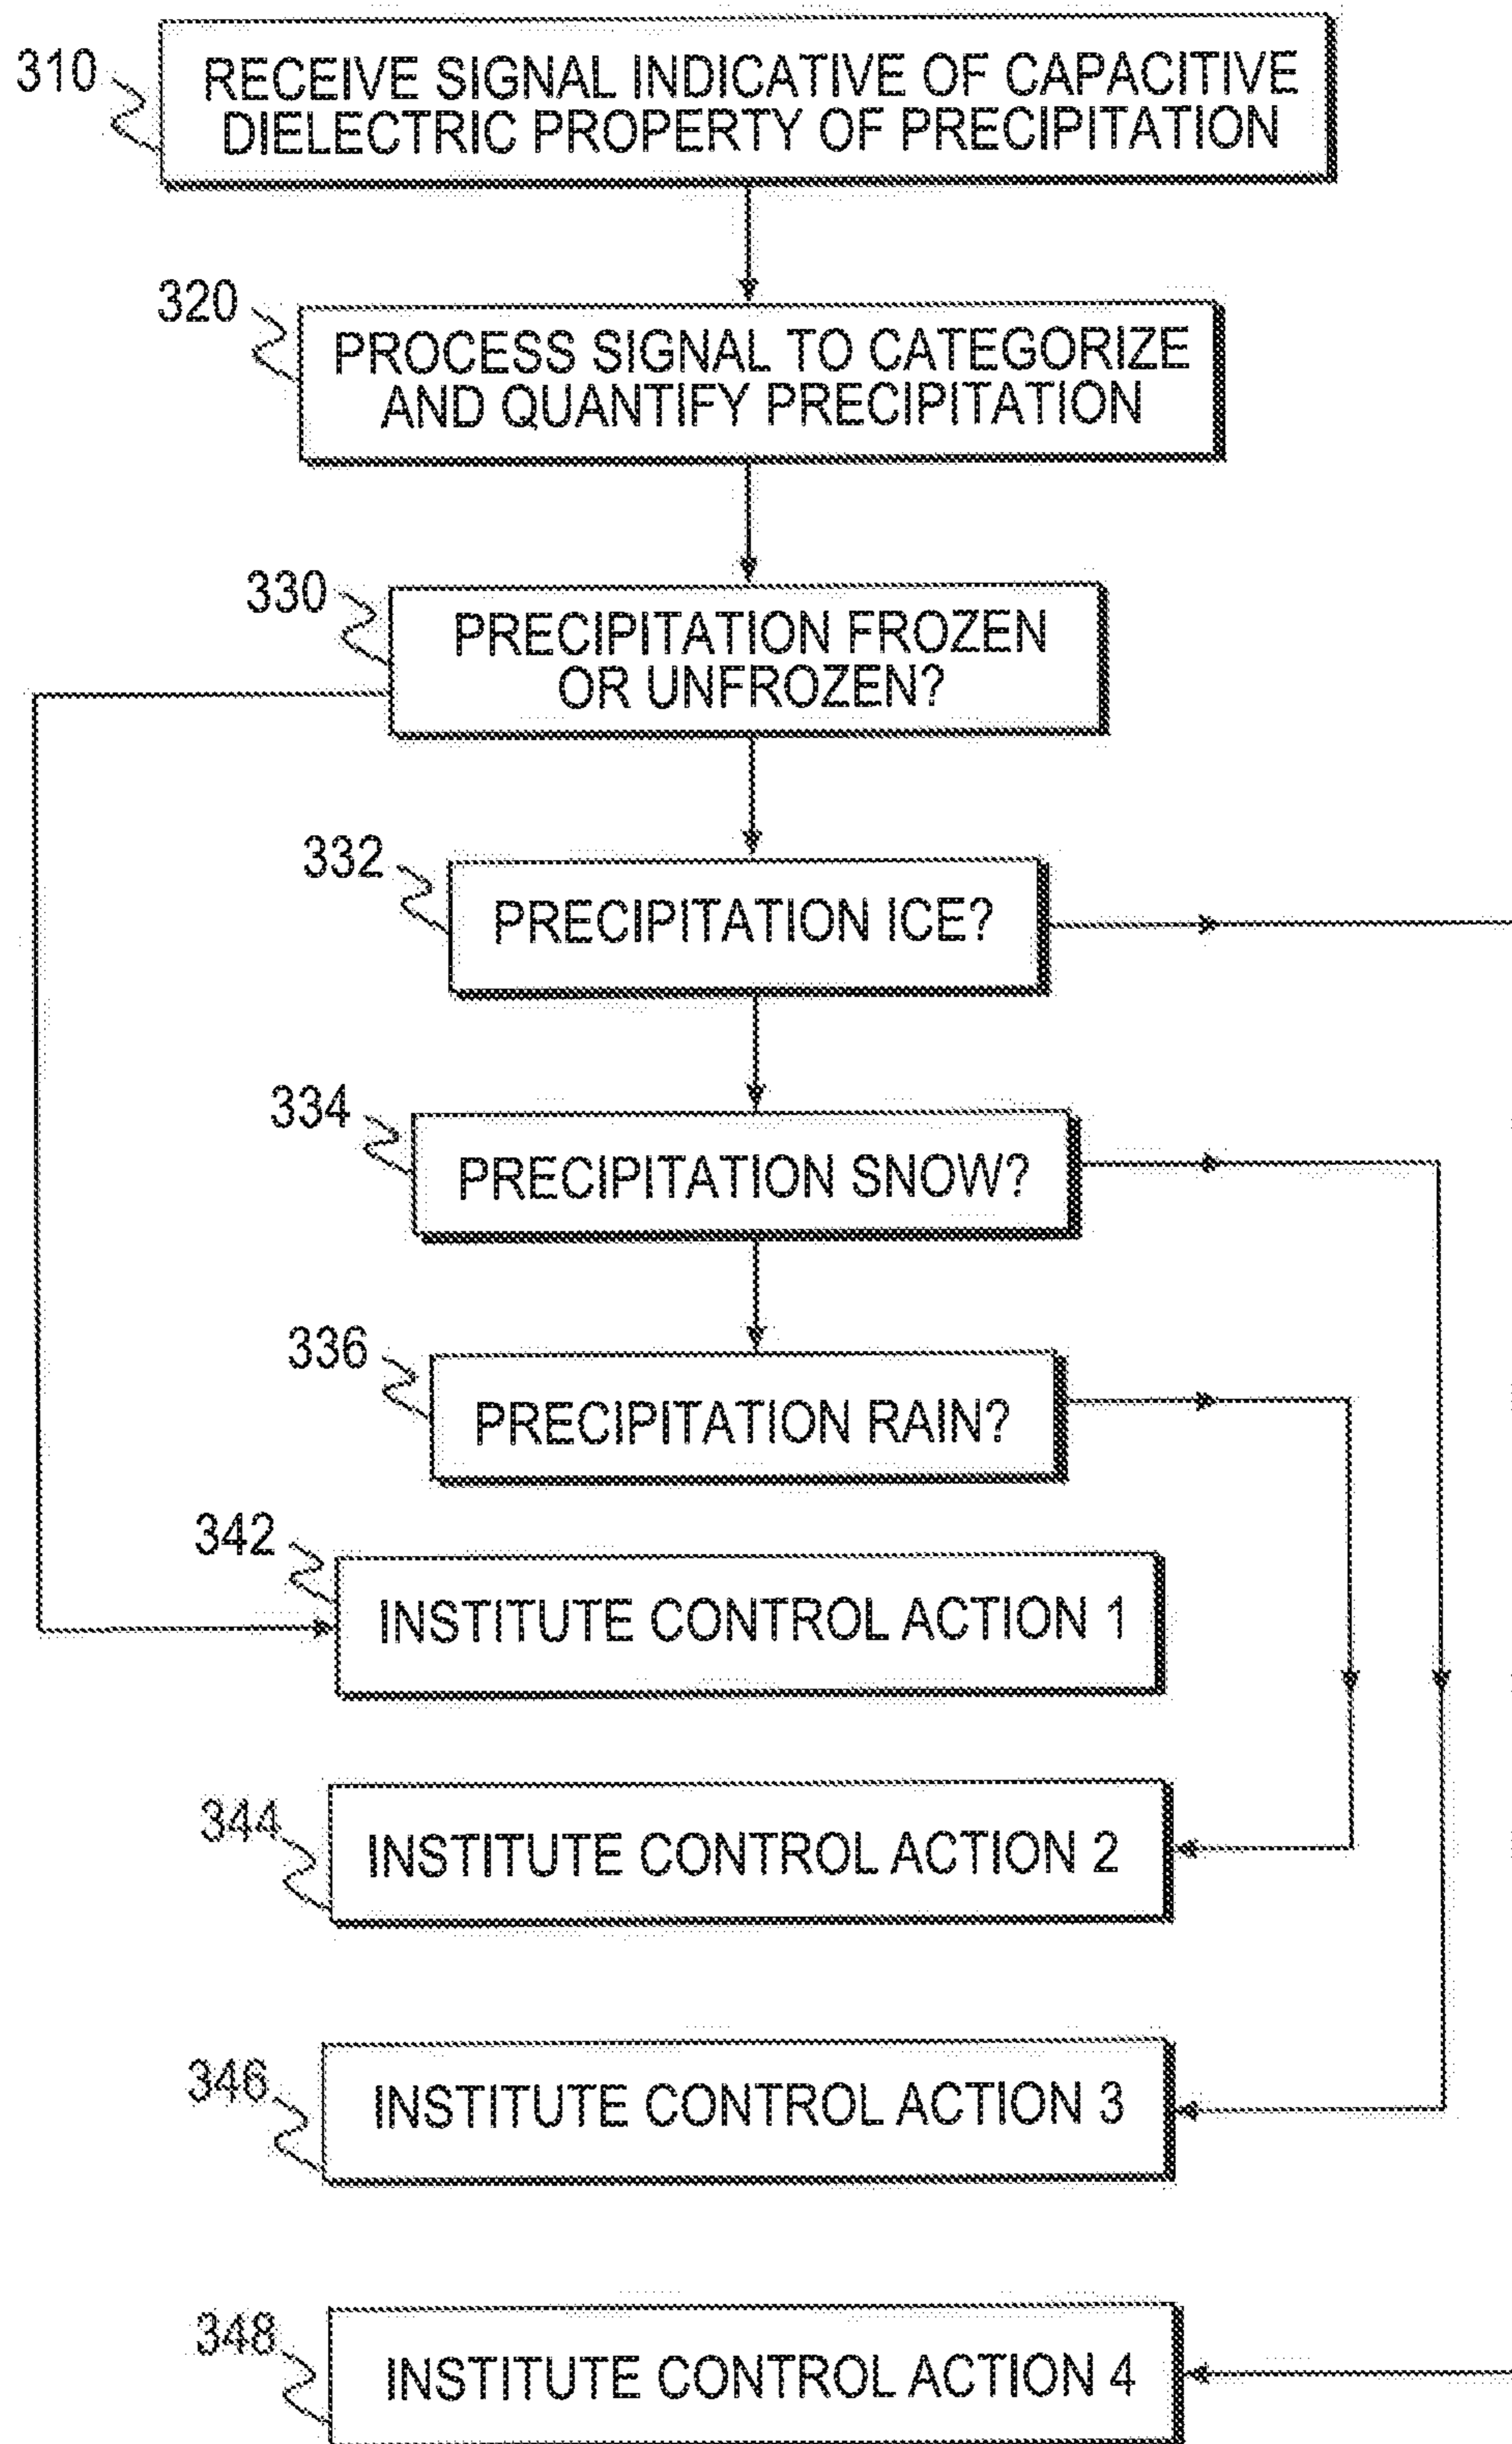 310
RECEIVE SIGNAL INDICATIVE OF CAPACITIVE
DIELECTRIC PROPERTY OF PRECIPITATION
320
PROCESS SIGNAL TO CATEGORIZE
AND QUANTIFY PRECIPITATION
330
PRECIPITATION FROZEN
OR UNFROZEN?
332
PRECIPITATION ICE?
334
PRECIPITATION SNOW?
336
PRECIPITATION RAIN?
342
INSTITUTE CONTROL ACTION 1
344
INSTITUTE CONTROL ACTION 2
346
INSTITUTE CONTROL ACTION 3
348
INSTITUTE CONTROL ACTION 4